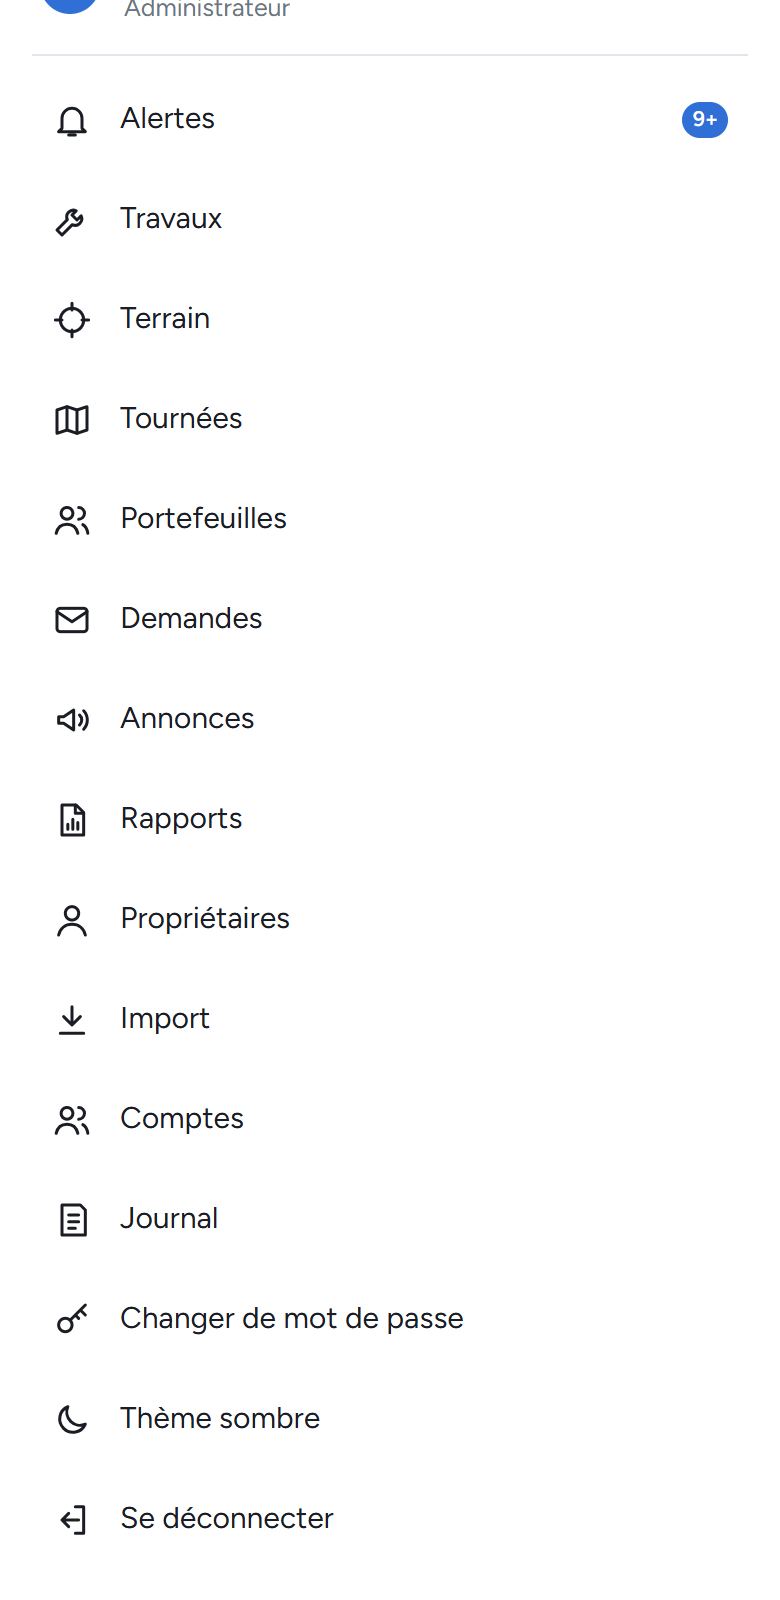 Administrateur
Alertes 9+
Travaux
Terrain
Tournées
Portefeuilles
Demandes
Annonces
Rapports
Propriétaires
Import
Comptes
Journal
Changer de mot de passe
Thème sombre
Se déconnecter